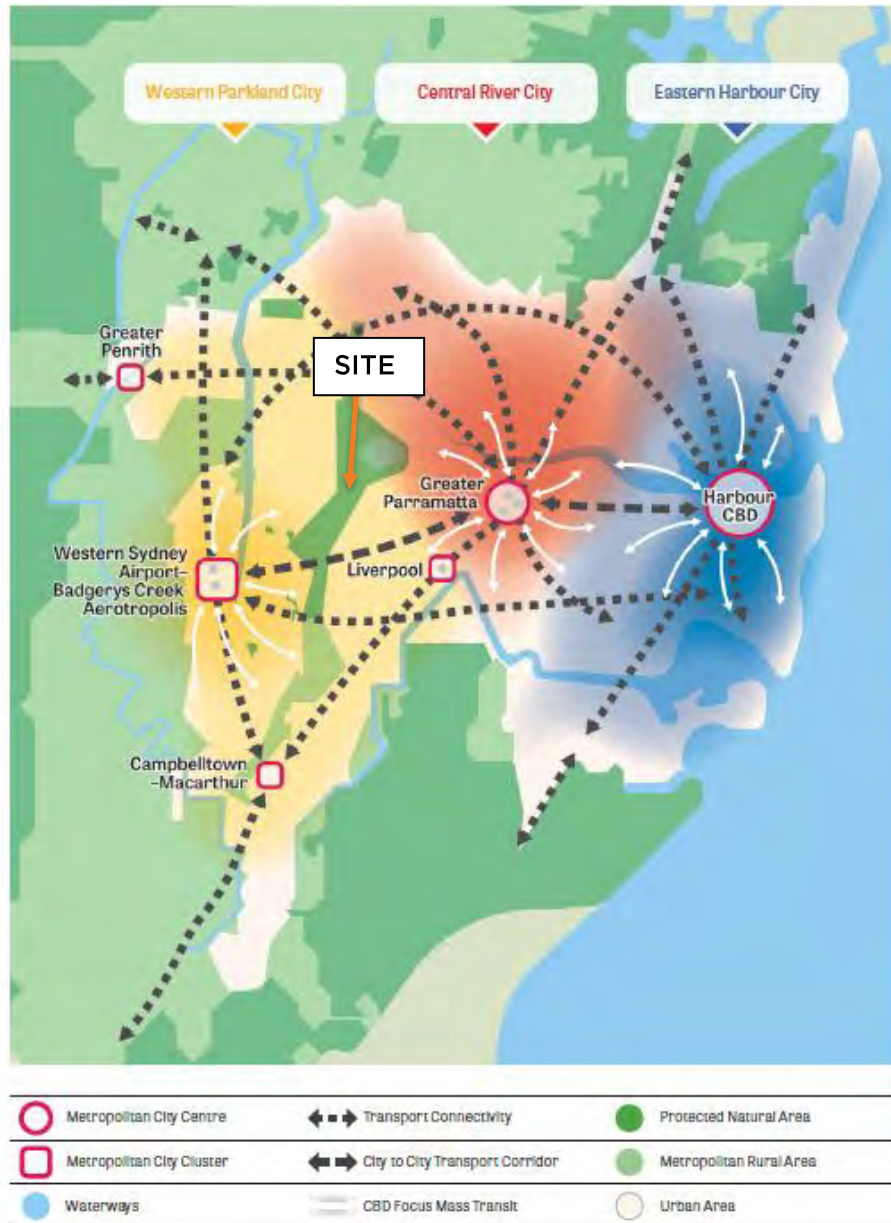 Western Parkland City
Central River City
Eastern Harbour City
Greater
Penrith
SITE
Greater
Parramatta
Harbour
CBD
Western Sydney
Airport–
Badgerys Creek
Aerotropolis
Liverpool
Campbelltown
–Macarthur
Metropolitan City Centre
Transport Connectivity
Protected Natural Area
Metropolitan City Cluster
City to City Transport Corridor
Metropolitan Rural Area
Waterways
CBD Focus Mass Transit
Urban Area